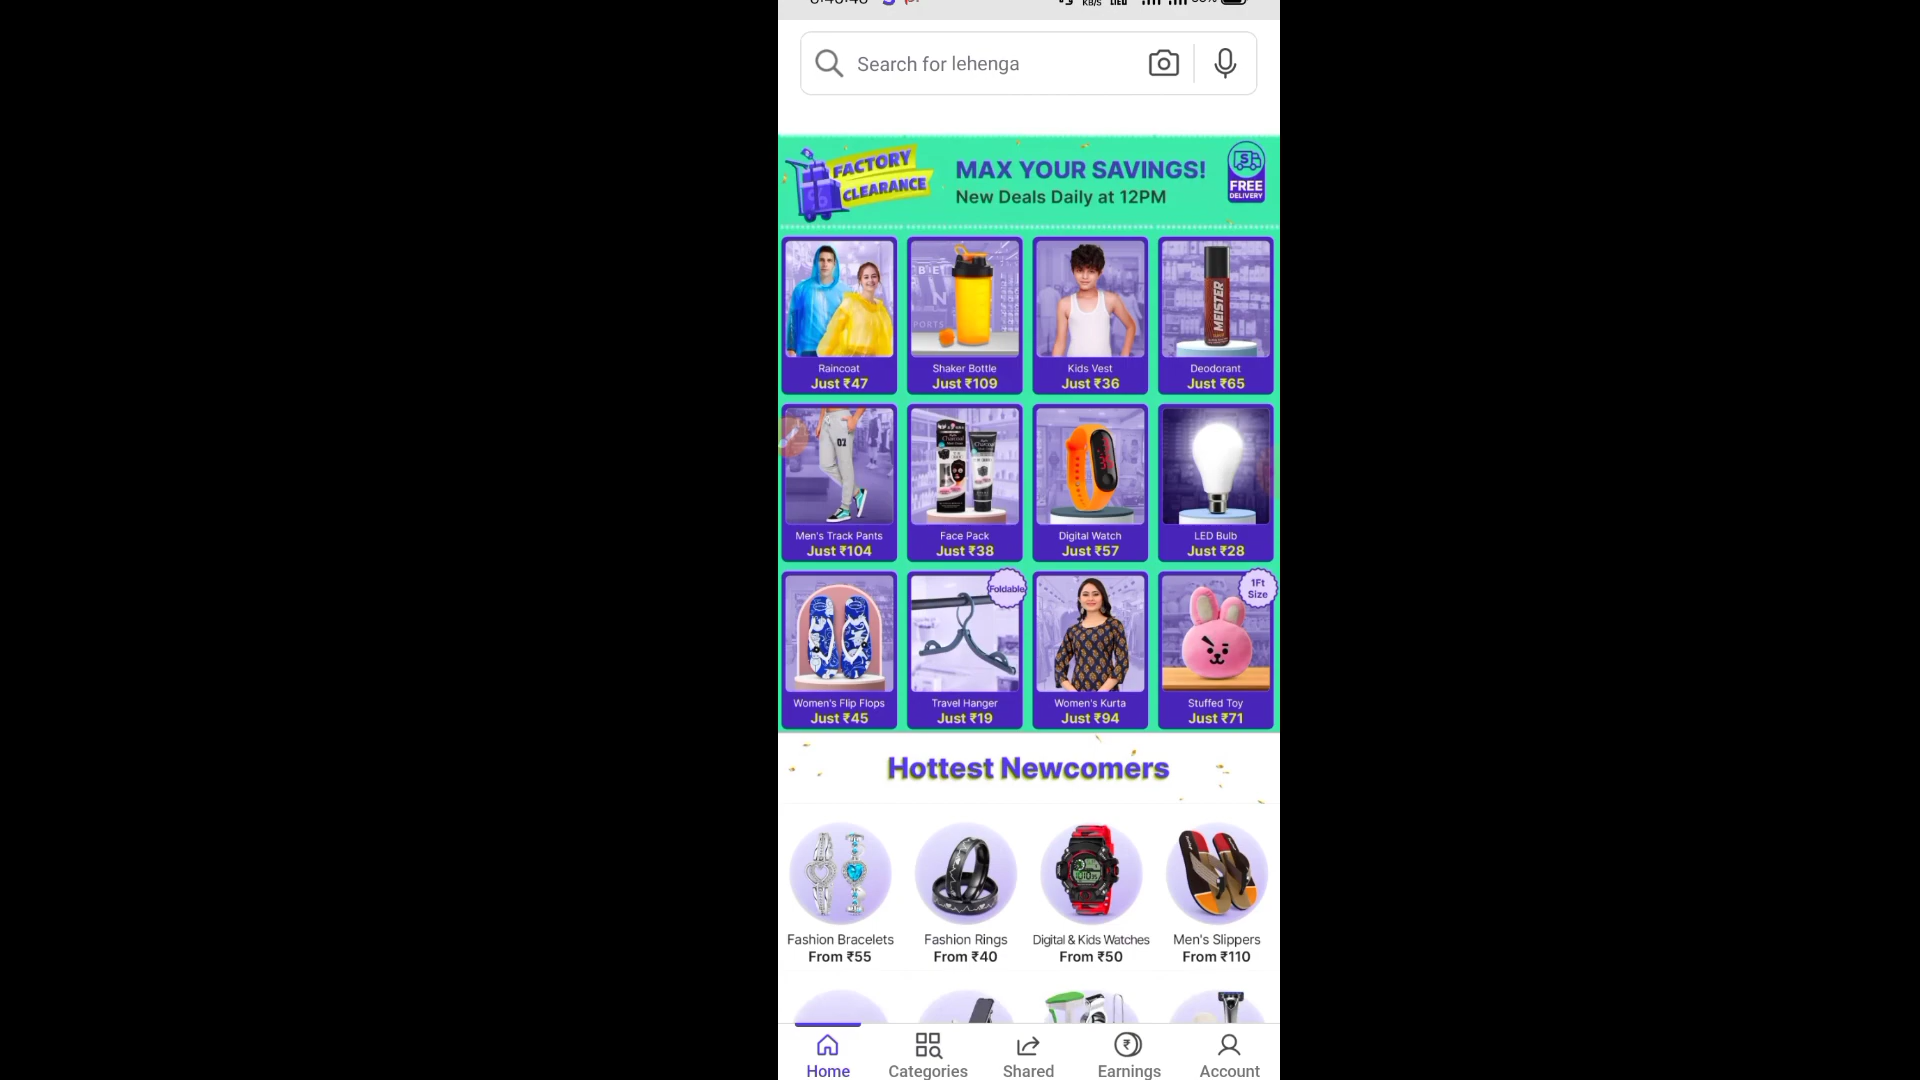 KB/S
Search for lehenga
FACTORY
CLEARANCE
MAX YOUR SAVINGS!
New Deals Daily at 12PM
FREE
DELIVERY
Raincoat
Just ₹47
Shaker Bottle
Just ₹109
Kids Vest
Just ₹36
MEISTER
Deodorant
Just ₹65
02
Men's Track Pants
Just ₹104
Charcoal
Face Pack
Just ₹38
Digital Watch
Just ₹57
LED Bulb
Just ₹28
Women's Flip Flops
Just ₹45
Foldable
Travel Hanger
Just ₹19
Women's Kurta
Just ₹94
1Ft
Size
Stuffed Toy
Just ₹71
Hottest Newcomers
Fashion Bracelets
From ₹55
Fashion Rings
From ₹40
Digital & Kids Watches
From ₹50
Men's Slippers
From ₹110
Home
Categories
Shared
Earnings
Account